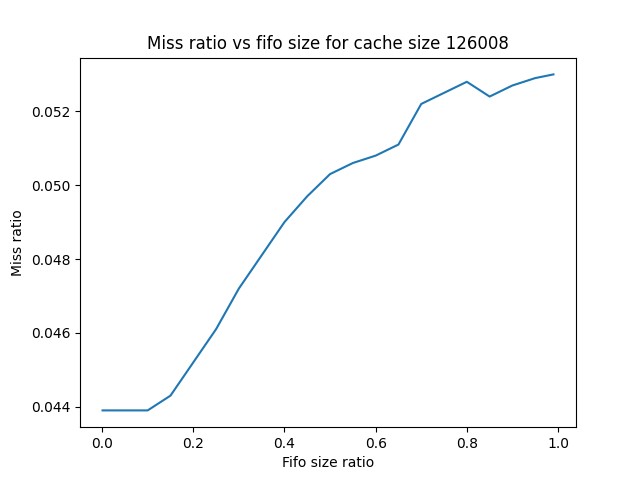 Miss ratio vs fifo size for cache size 126008
0.052
0.050
0.048
0.046
0.044
Miss ratio
0.0 0.2 0.4 0.6 0.8 1.0
Fifo size ratio